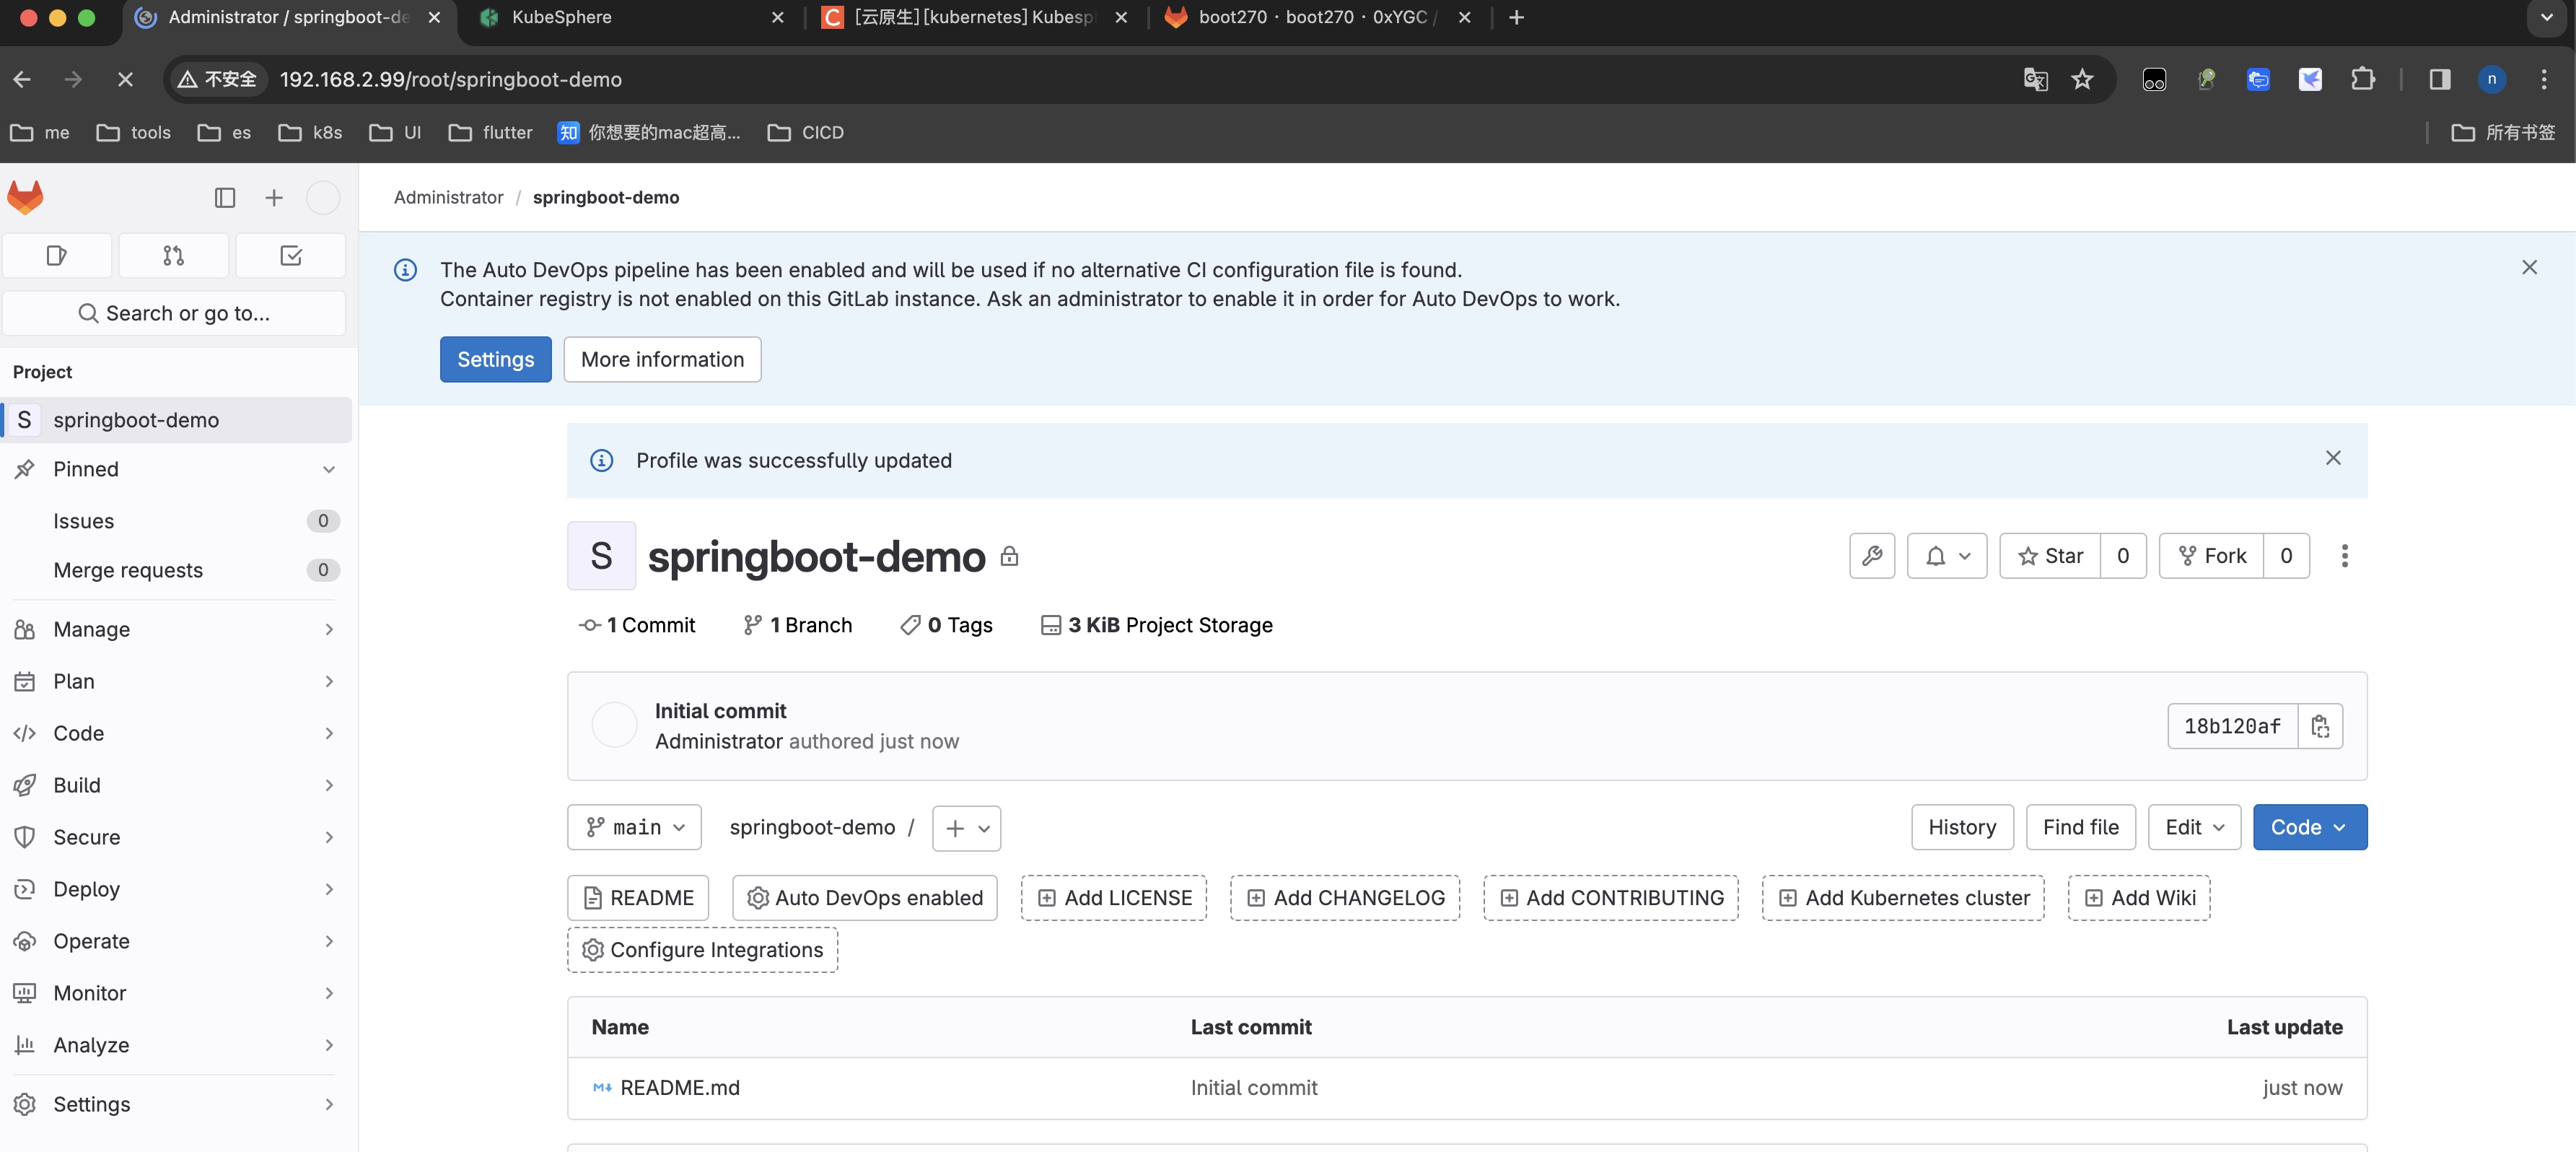 Administrator / springboot-de
KubeSphere
[云原生][kubernetes] Kubesp
boot270 · boot270 · 0xYGC /
不安全 192.168.2.99/root/springboot-demo
n
me tools es k8s UI flutter 知 你想要的mac超高... CICD 所有书签
Administrator / springboot-demo
Search or go to...
Project
S springboot-demo
Pinned
Issues 0
Merge requests 0
Manage
Plan
Code
Build
Secure
Deploy
Operate
Monitor
Analyze
Settings
The Auto DevOps pipeline has been enabled and will be used if no alternative CI configuration file is found.
Container registry is not enabled on this GitLab instance. Ask an administrator to enable it in order for Auto DevOps to work.
Settings More information
Profile was successfully updated
S springboot-demo Star 0 Fork 0
1 Commit 1 Branch 0 Tags 3 KiB Project Storage
Initial commit
Administrator authored just now
18b120af
main springboot-demo / History Find file Edit Code
README Auto DevOps enabled Add LICENSE Add CHANGELOG Add CONTRIBUTING Add Kubernetes cluster Add Wiki
Configure Integrations
Name Last commit Last update
README.md Initial commit just now